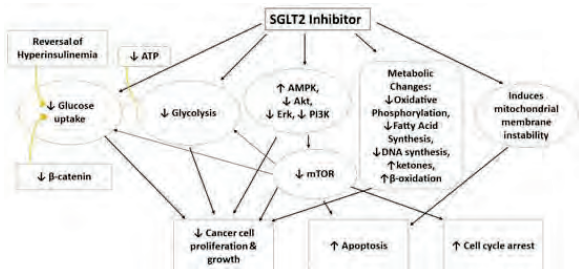 SGLT2 Inhibitor
Reversal of
Hyperinsulinemia
↓ ATP
↓ Glucose
uptake
↓ Glycolysis
↑ AMPK,
↓ Akt,
↓ Erk, ↓ PI3K
Metabolic
Changes:
↓Oxidative
Phosphorylation,
↓Fatty Acid
Synthesis,
↓DNA synthesis,
↑ketones,
↑β-oxidation
Induces
mitochondrial
membrane
instability
↓ β-catenin
↓ mTOR
↓ Cancer cell
proliferation &
growth
↑ Apoptosis
↑ Cell cycle arrest